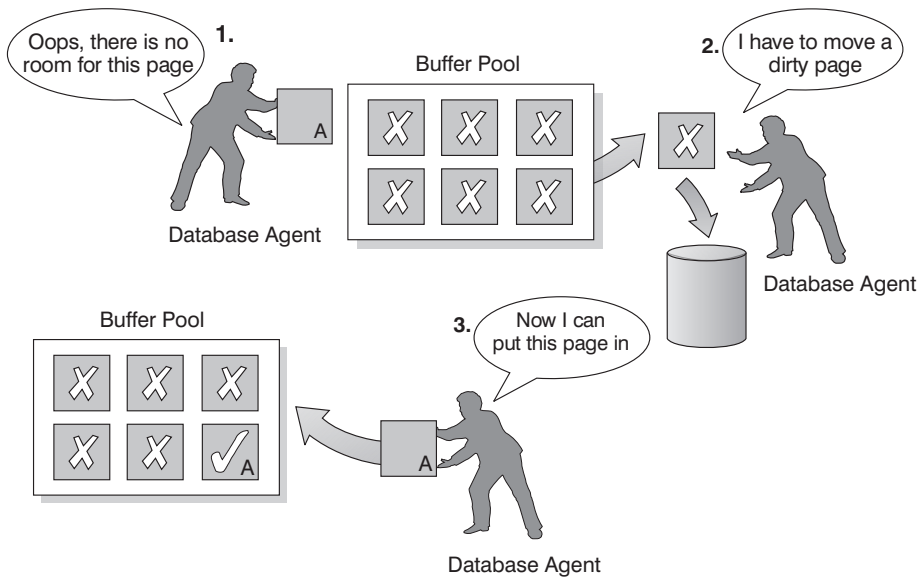 Oops, there is no
room for this page
1.
A
Database Agent
Buffer Pool
2.
I have to move a
dirty page
Database Agent
Buffer Pool
A
3.
Now I can
put this page in
A
Database Agent